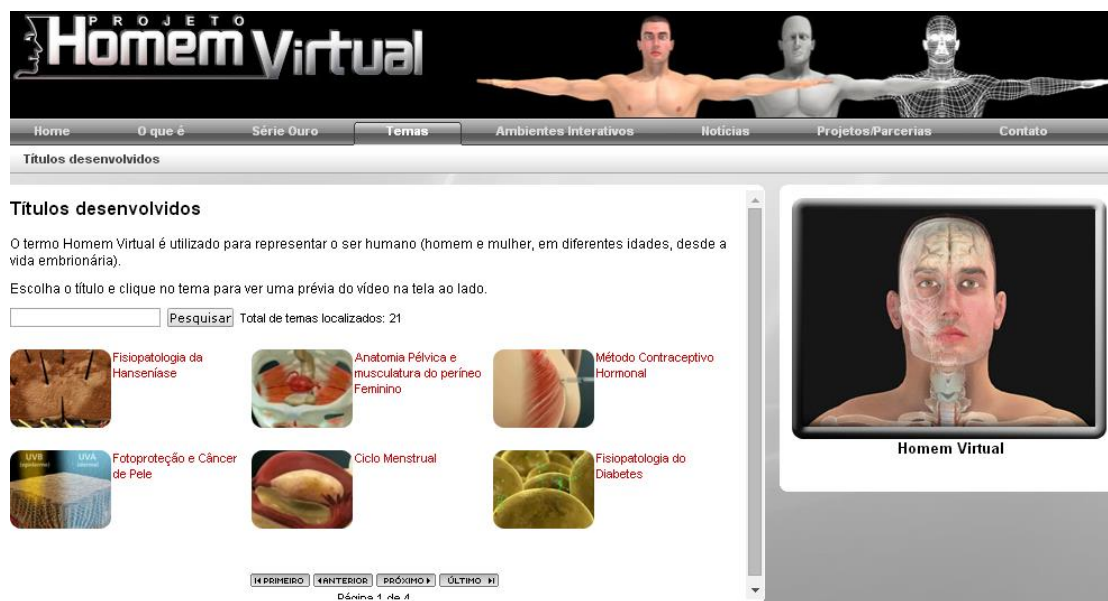 PROJETO
Homem Virtual
Home O que é Série Ouro Temas Ambientes Interativos Notícias Projetos/Parcerias Contato
Títulos desenvolvidos
Títulos desenvolvidos
O termo Homem Virtual é utilizado para representar o ser humano (homem e mulher, em diferentes idades, desde a
vida embrionária).
Escolha o título e clique no tema para ver uma prévia do vídeo na tela ao lado.
Pesquisar Total de temas localizados: 21
Fisiopatologia da
Hanseníase
Anatomia Pélvica e
musculatura do períneo
Feminino
Método Contraceptivo
Hormonal
UVB
(epiderme)
UVA
(derme)
Fotoproteção e Câncer
de Pele
Ciclo Menstrual
Fisiopatologia do
Diabetes
PRIMEIRO ANTERIOR PRÓXIMO ÚLTIMO
Página 1 de 4
Homem Virtual